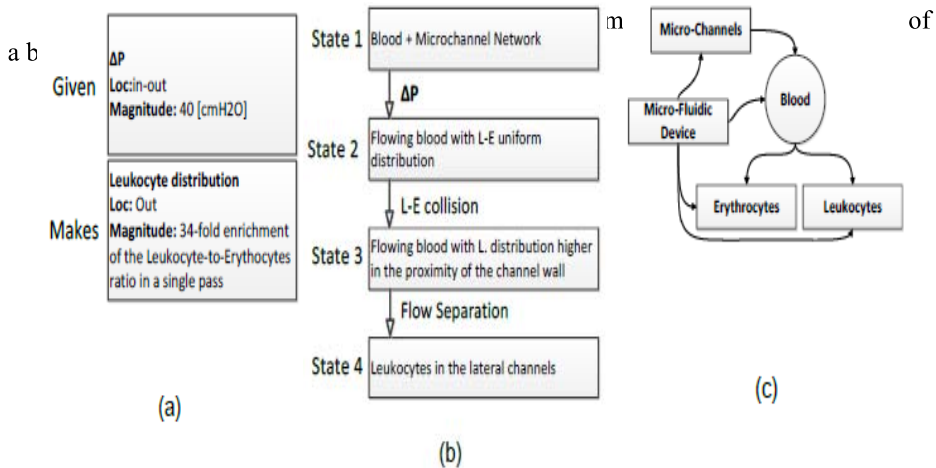 m of
a b
Given
ΔP
Loc:in-out
Magnitude: 40 [cmH2O]
Makes
Leukocyte distribution
Loc: Out
Magnitude: 34-fold enrichment
of the Leukocyte-to-Erythocytes
ratio in a single pass
(a)
State 1
Blood + Microchannel Network
ΔP
State 2
Flowing blood with L-E uniform
distribution
L-E collision
State 3
Flowing blood with L. distribution higher
in the proximity of the channel wall
Flow Separation
State 4
Leukocytes in the lateral channels
(b)
Micro-Channels
Blood
Micro-Fluidic
Device
Erythrocytes
Leukocytes
(c)